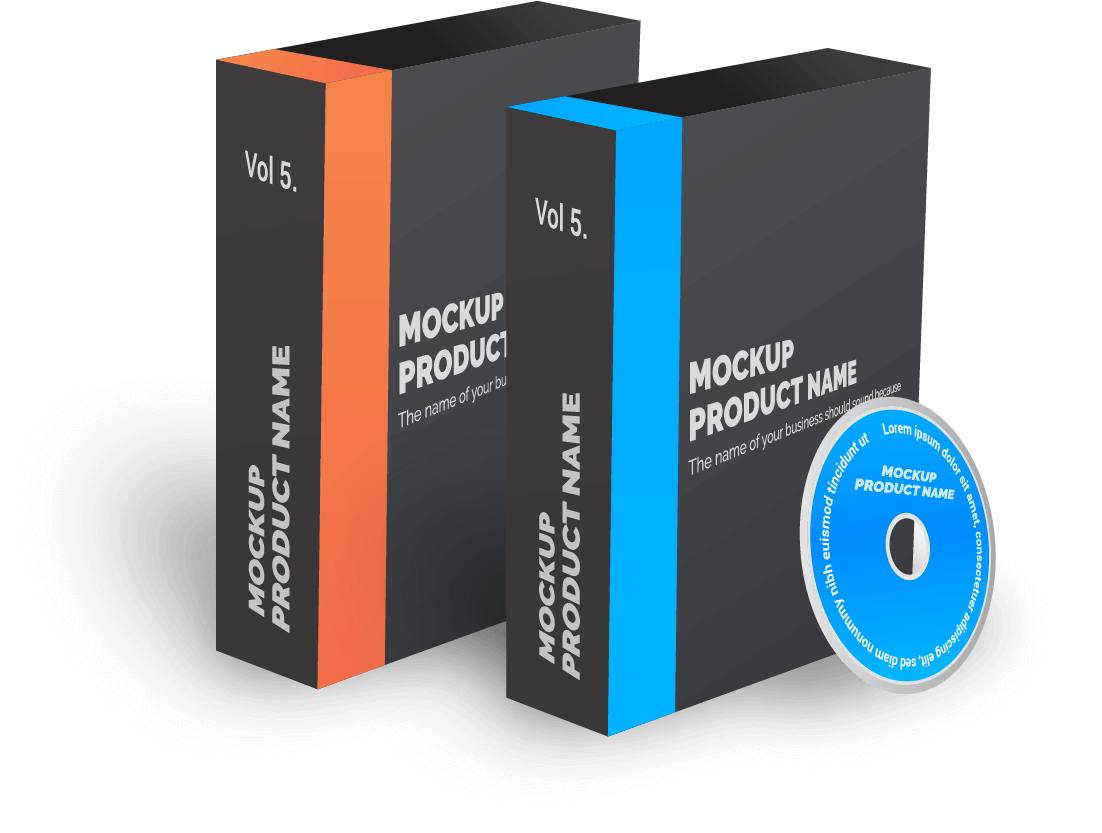 Vol 5.
MOCKUP
PRODUCT NAME
MOCKUP
PRODUCT
The name of your bu
Vol 5.
MOCKUP
PRODUCT NAME
MOCKUP
PRODUCT NAME
The name of your business should sound because
MOCKUP
PRODUCT NAME
Lorem ipsum dolor sit amet, consectetuer adipiscing elit, sed diam nonummy nibh euismod tincidunt ut